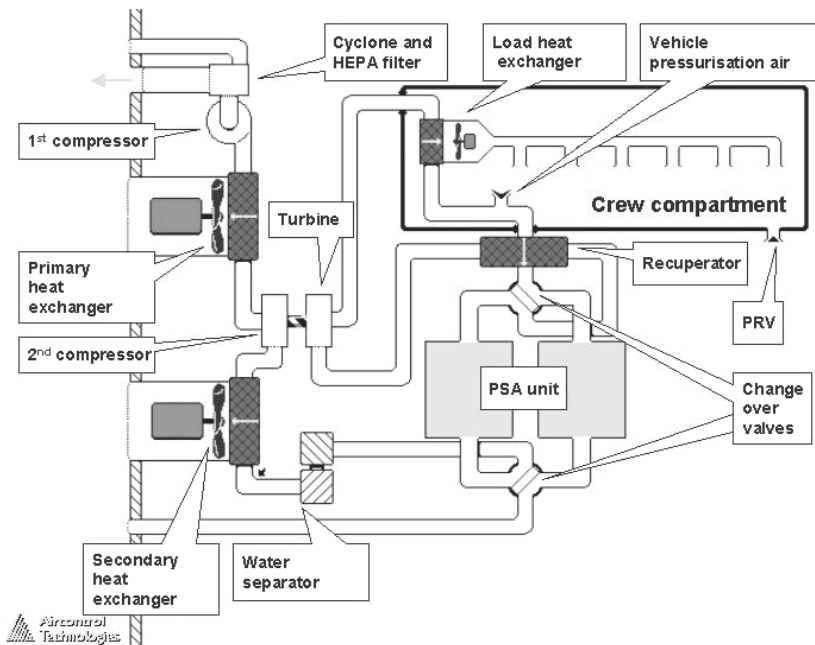 Cyclone and
HEPA filter
Load heat
exchanger
Vehicle
pressurisation air
1st compressor
Turbine
Crew compartment
Primary
heat
exchanger
Recuperator
PRV
2nd compressor
PSA unit
Change
over
valves
Secondary
heat
exchanger
Water
separator
Aircontrol
Technologies